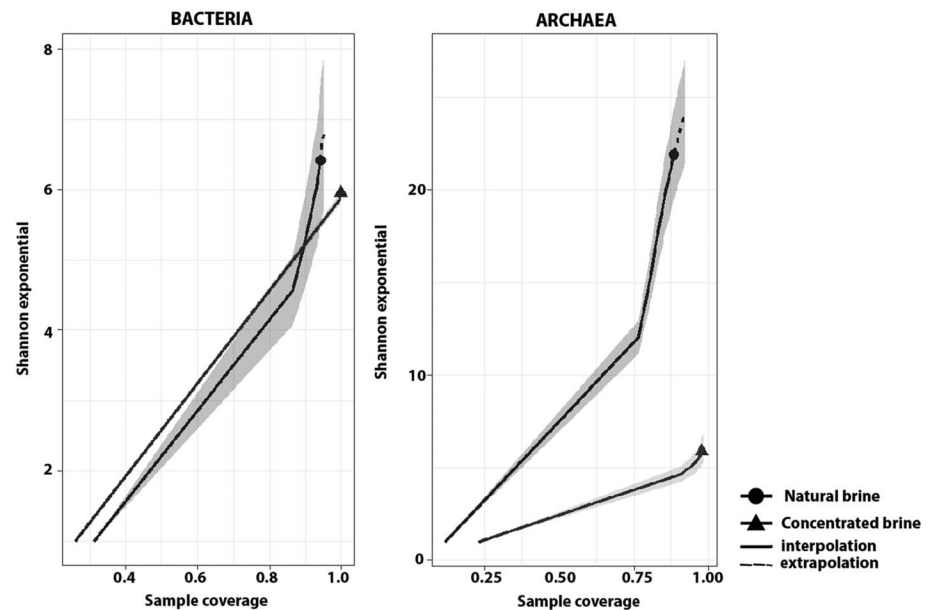 BACTERIA
ARCHAEA
8
6
4
2
Shannon exponential
0.4
0.6
0.8
1.0
Sample coverage
20
10
0
Shannon exponential
0.25
0.50
0.75
1.00
Sample coverage
Natural brine
Concentrated brine
interpolation
extrapolation